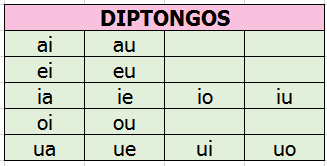 DIPTONGOS
ai au
ei eu
ia ie io iu
oi ou
ua ue ui uo